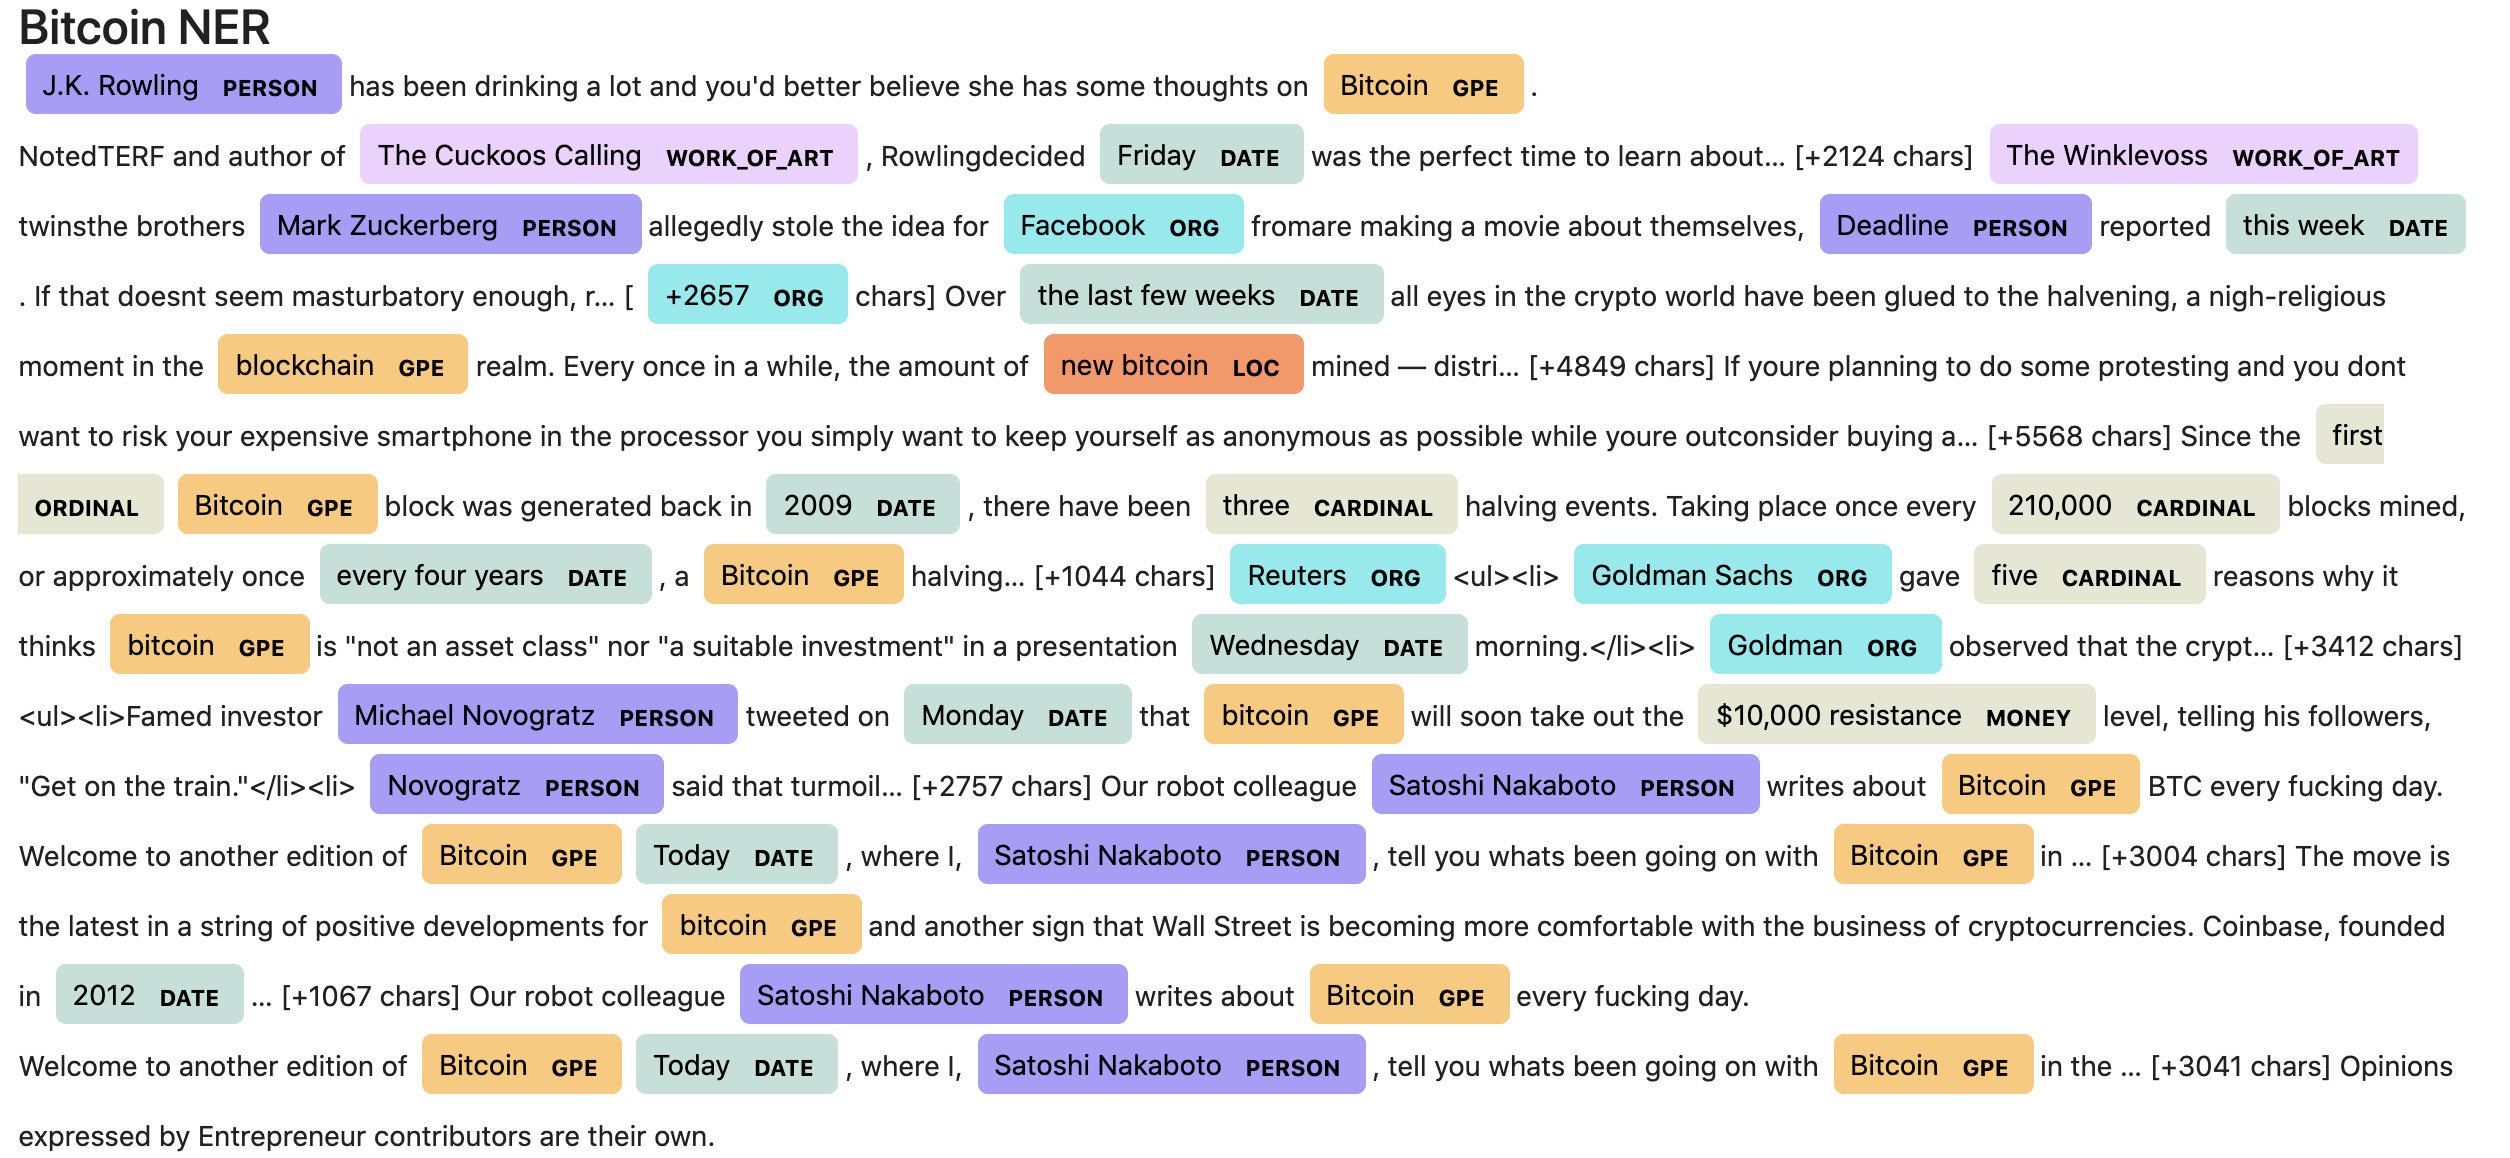 Bitcoin NER
J.K. Rowling PERSON has been drinking a lot and you'd better believe she has some thoughts on Bitcoin GPE .
NotedTERF and author of The Cuckoos Calling WORK_OF_ART , Rowlingdecided Friday DATE was the perfect time to learn about… [+2124 chars] The Winklevoss WORK_OF_ART
twinsthe brothers Mark Zuckerberg PERSON allegedly stole the idea for Facebook ORG fromare making a movie about themselves, Deadline PERSON reported this week DATE
. If that doesnt seem masturbatory enough, r… [ +2657 ORG chars] Over the last few weeks DATE all eyes in the crypto world have been glued to the halvening, a nigh-religious
moment in the blockchain GPE realm. Every once in a while, the amount of new bitcoin LOC mined — distri… [+4849 chars] If youre planning to do some protesting and you dont
want to risk your expensive smartphone in the processor you simply want to keep yourself as anonymous as possible while youre outconsider buying a… [+5568 chars] Since the first
ORDINAL Bitcoin GPE block was generated back in 2009 DATE , there have been three CARDINAL halving events. Taking place once every 210,000 CARDINAL blocks mined,
or approximately once every four years DATE , a Bitcoin GPE halving… [+1044 chars] Reuters ORG <ul><li> Goldman Sachs ORG gave five CARDINAL reasons why it
thinks bitcoin GPE is "not an asset class" nor "a suitable investment" in a presentation Wednesday DATE morning.</li><li> Goldman ORG observed that the crypt… [+3412 chars]
<ul><li>Famed investor Michael Novogratz PERSON tweeted on Monday DATE that bitcoin GPE will soon take out the $10,000 resistance MONEY level, telling his followers,
"Get on the train."</li><li> Novogratz PERSON said that turmoil… [+2757 chars] Our robot colleague Satoshi Nakaboto PERSON writes about Bitcoin GPE BTC every fucking day.
Welcome to another edition of Bitcoin GPE Today DATE , where I, Satoshi Nakaboto PERSON , tell you whats been going on with Bitcoin GPE in … [+3004 chars] The move is
the latest in a string of positive developments for bitcoin GPE and another sign that Wall Street is becoming more comfortable with the business of cryptocurrencies. Coinbase, founded
in 2012 DATE … [+1067 chars] Our robot colleague Satoshi Nakaboto PERSON writes about Bitcoin GPE every fucking day.
Welcome to another edition of Bitcoin GPE Today DATE , where I, Satoshi Nakaboto PERSON , tell you whats been going on with Bitcoin GPE in the … [+3041 chars] Opinions
expressed by Entrepreneur contributors are their own.